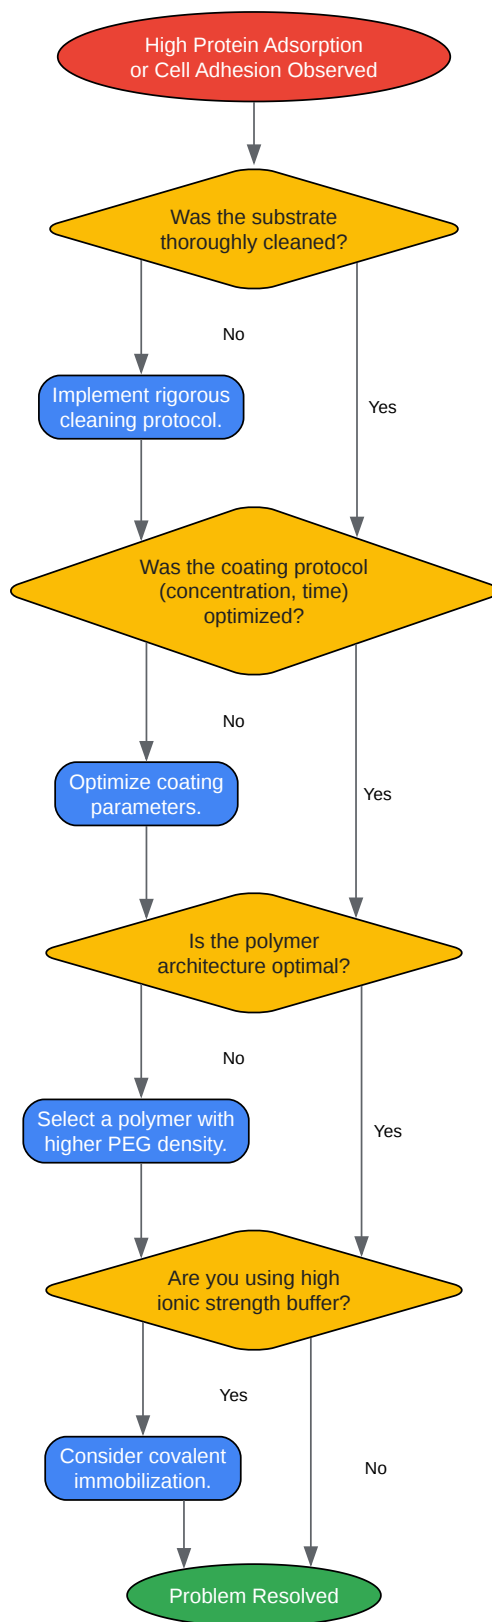 High Protein Adsorption
or Cell Adhesion Observed
Was the substrate
thoroughly cleaned?
No
Implement rigorous
cleaning protocol.
Yes
Was the coating protocol
(concentration, time)
optimized?
No
Optimize coating
parameters.
Yes
Is the polymer
architecture optimal?
No
Select a polymer with
higher PEG density.
Yes
Are you using high
ionic strength buffer?
Yes
Consider covalent
immobilization.
No
Problem Resolved